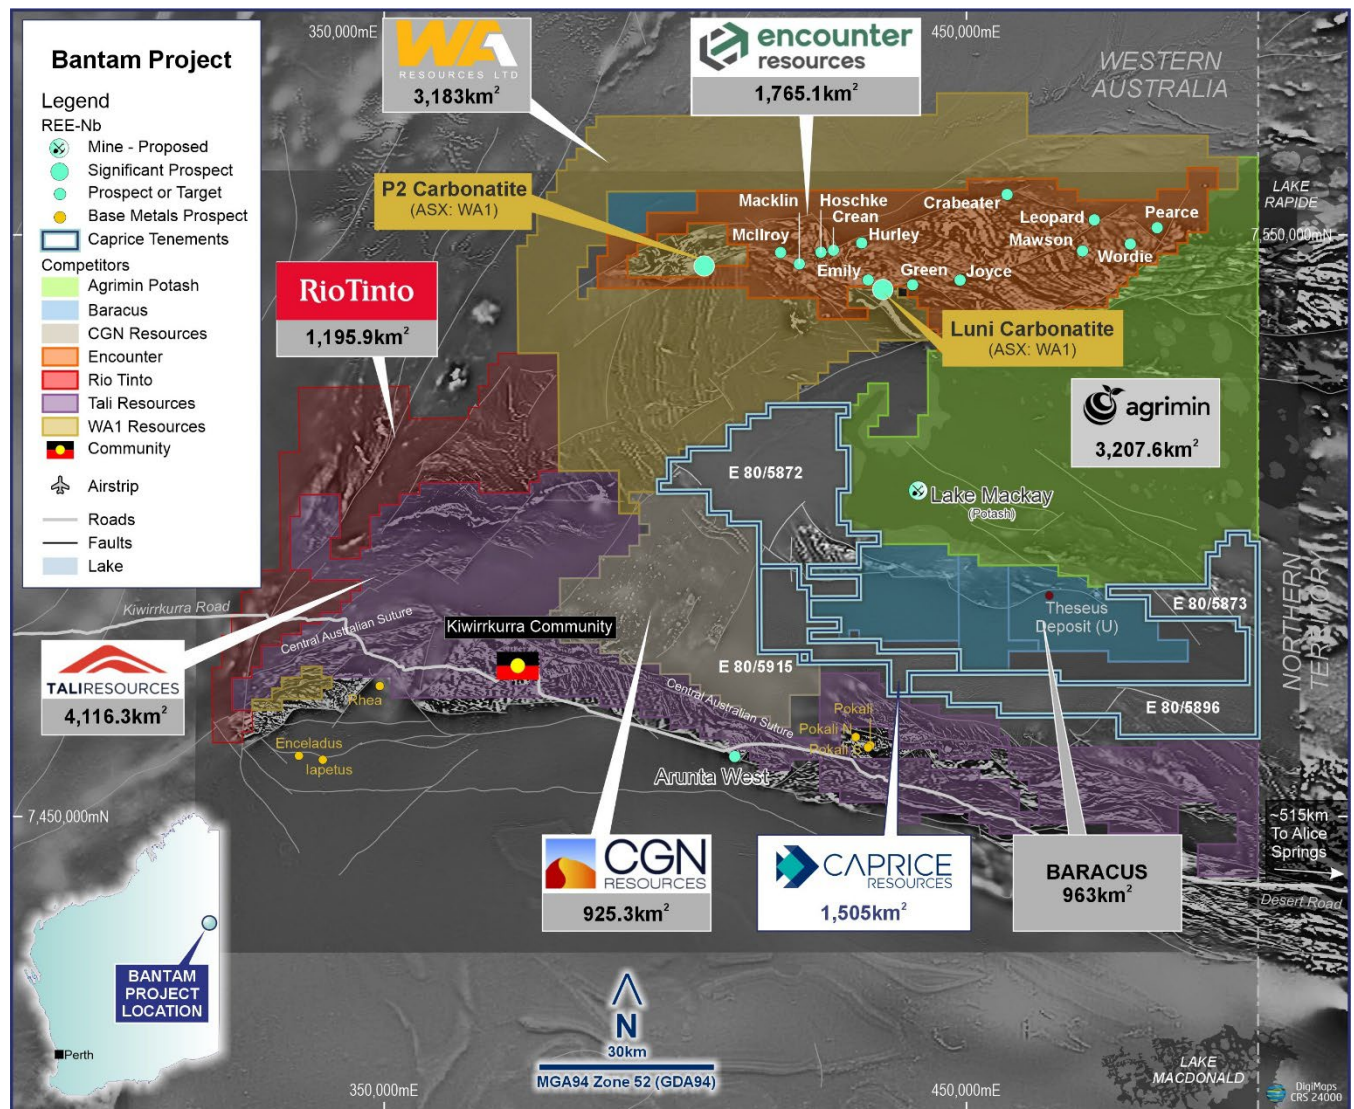 Bantam Project
Legend
REE-Nb
Mine - Proposed
Significant Prospect
Prospect or Target
Base Metals Prospect
Caprice Tenements
Competitors
Agrimin Potash
Baracus
CGN Resources
Encounter
Rio Tinto
Tali Resources
WA1 Resources
Community
Airstrip
Roads
Faults
Lake
350,000mE
450,000mE
WA
RESOURCES LTD
3,183km²
encounter
resources
1,765.1km²
WESTERN
AUSTRALIA
P2 Carbonatite
(ASX: WA1)
Macklin
Hoschke
Crean
McIlroy
Hurley
Emily
Green
Joyce
Crabeater
Leopard
Mawson
Pearce
Wordie
LAKE
RAPIDE
7,550,000mN
RioTinto
1,195.9km²
Luni Carbonatite
(ASX: WA1)
agrimin
3,207.6km²
E 80/5872
Lake Mackay
(Potash)
Theseus
Deposit (U)
E 80/5873
NORTHERN
TERRITORY
Kiwirrkurra Road
Central Australian Suture
Kiwirrkurra Community
E 80/5915
TALIRESOURCES
4,116.3km²
Central Australian Suture
E 80/5896
Rhea
Enceladus
Iapetus
Pokali
Pokali N
Pokali S
Arunta West
7,450,000mN
~515km
To Alice
Springs
Desert Road
CGN
RESOURCES
925.3km²
CAPRICE
RESOURCES
1,505km²
BARACUS
963km²
BANTAM
PROJECT
LOCATION
Perth
N
30km
MGA94 Zone 52 (GDA94)
350,000mE
450,000mE
LAKE
MACDONALD
DigiMaps
CRS 24000